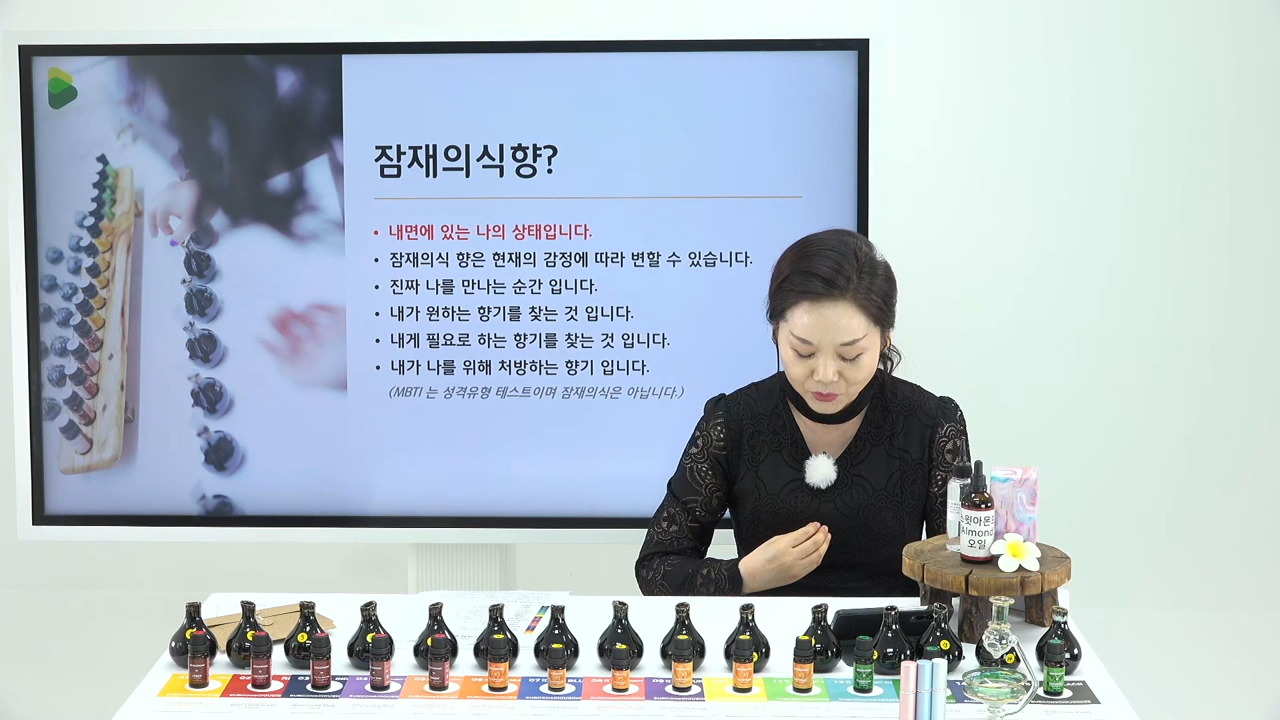 잠재의식향?
• 내면에 있는 나의 상태입니다.
• 잠재의식 향은 현재의 감정에 따라 변할 수 있습니다.
• 진짜 나를 만나는 순간 입니다.
• 내가 원하는 향기를 찾는 것 입니다.
• 내게 필요로 하는 향기를 찾는 것 입니다.
• 내가 나를 위해 처방하는 향기 입니다.
(MBTI 는 성격유형 테스트이며 잠재의식은 아닙니다.)
스윗아몬드
Almond
오일